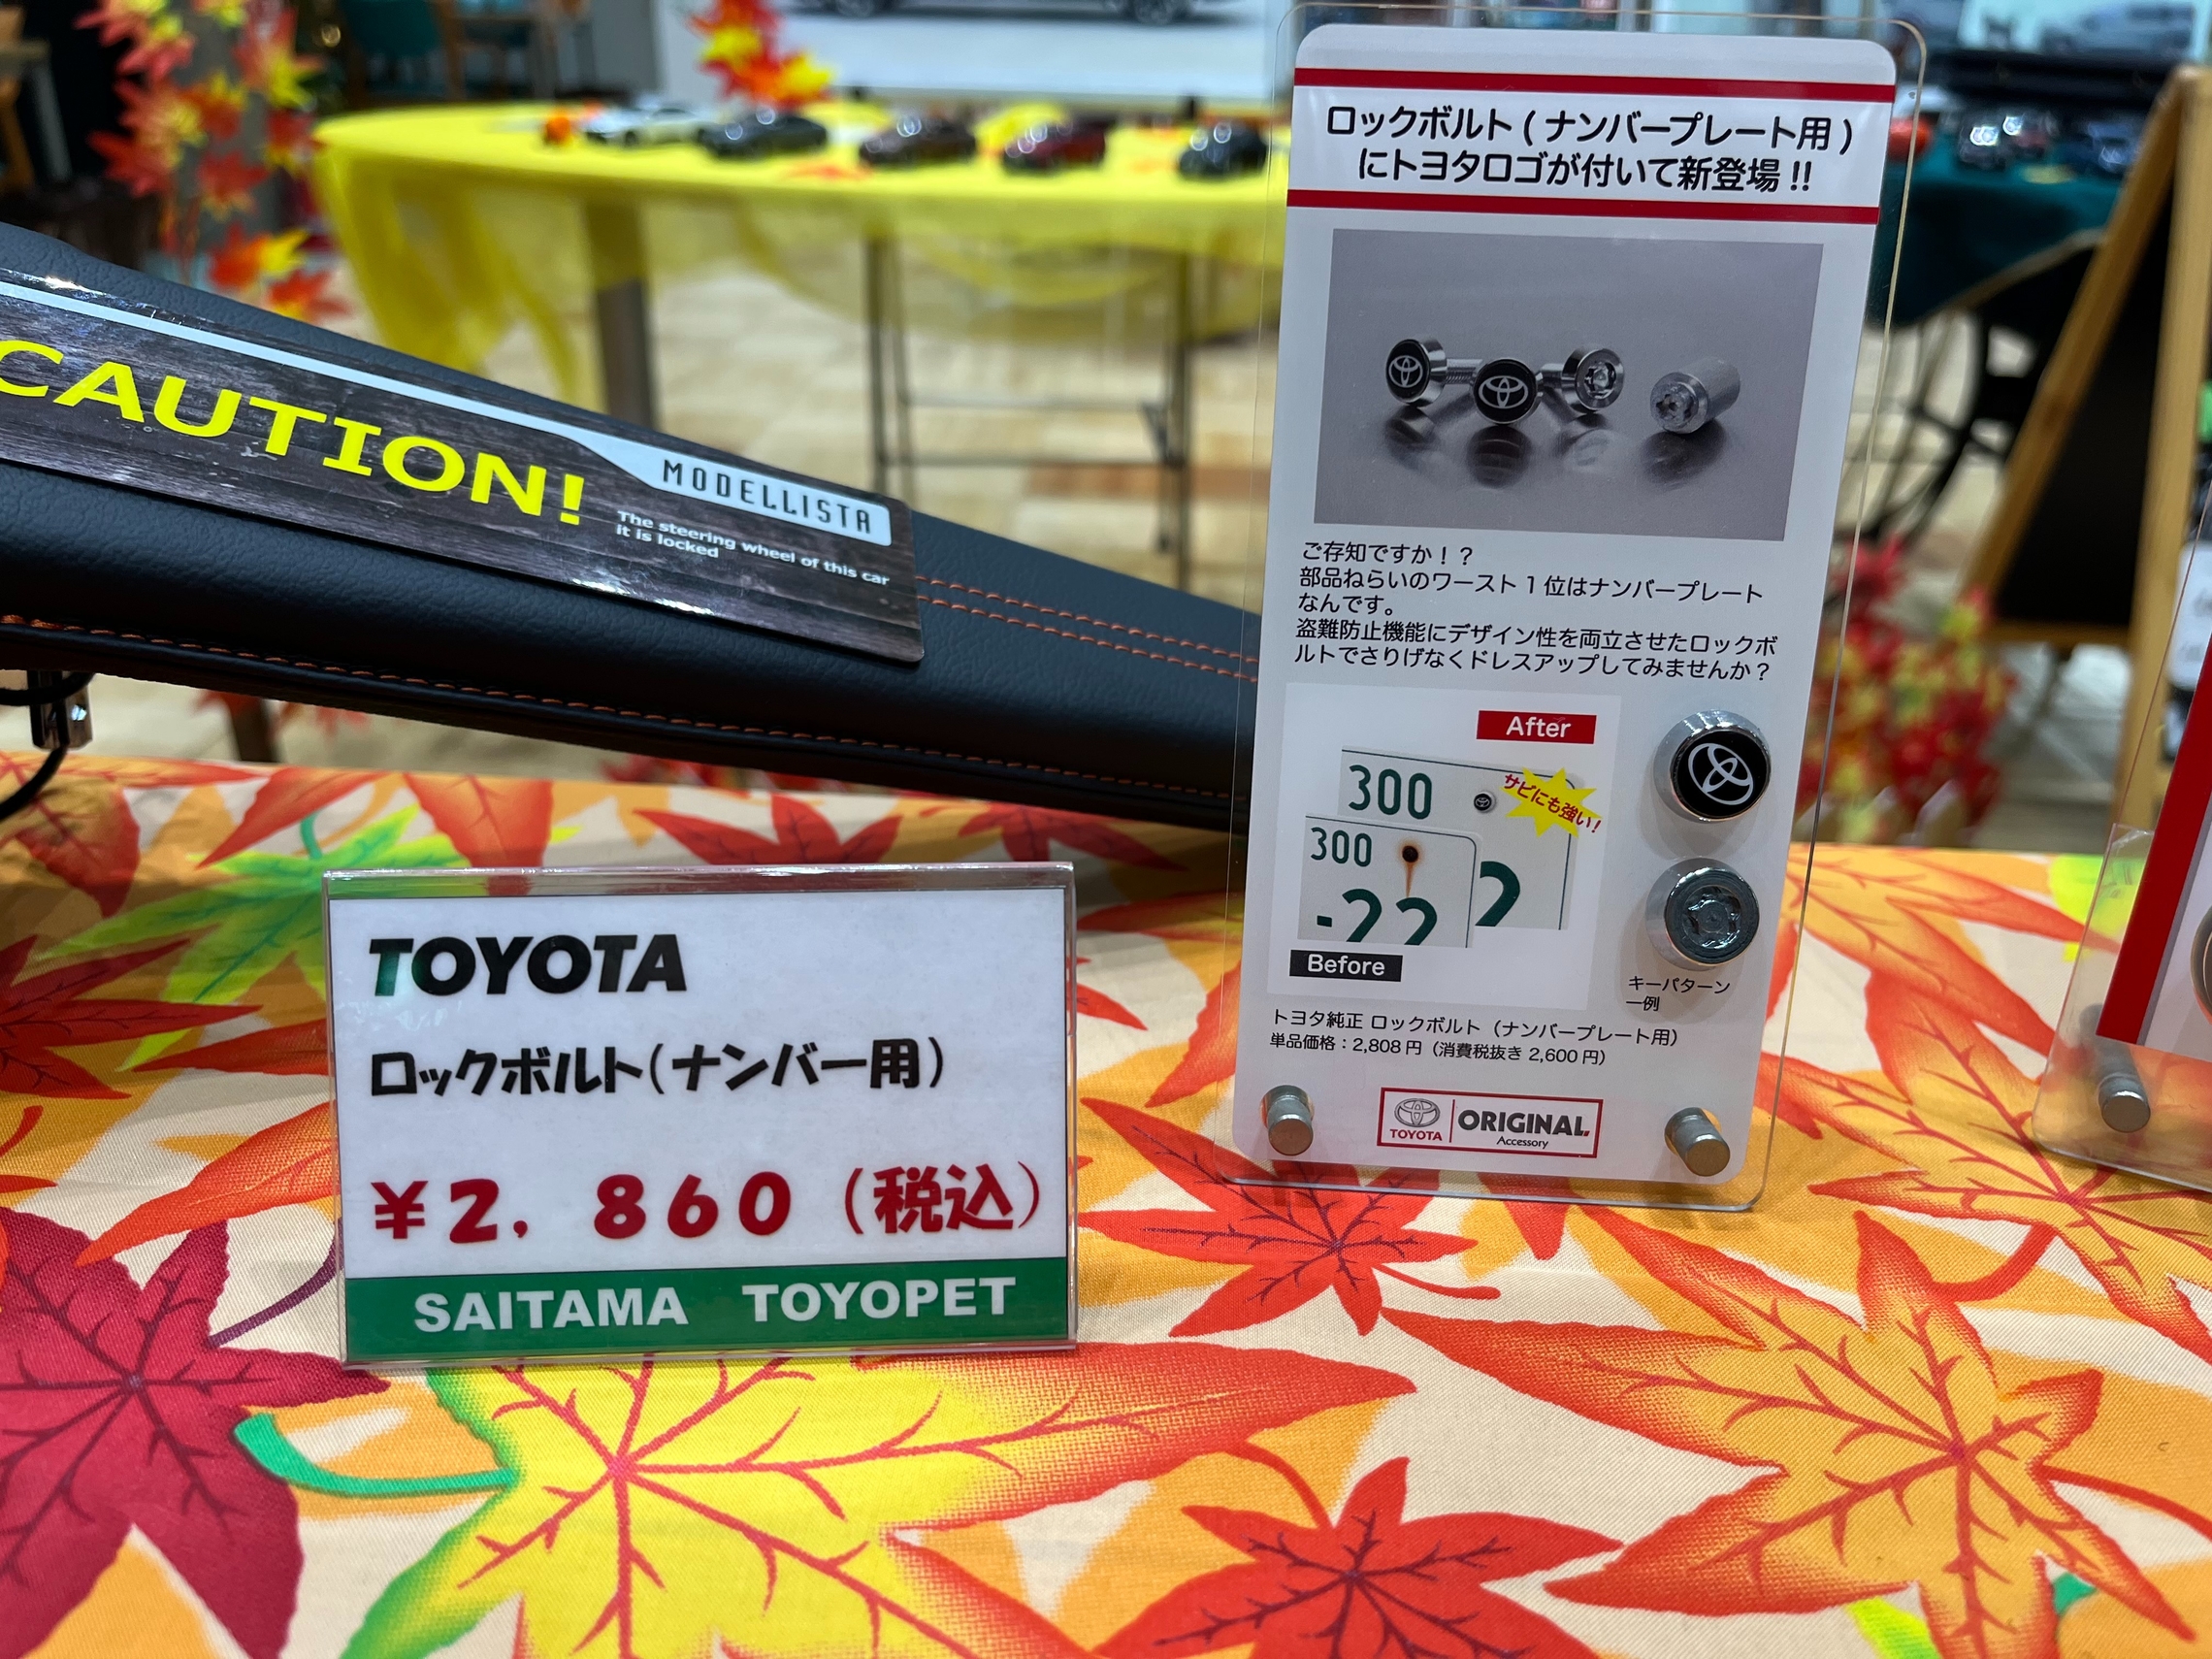 CAUTION!
MODELLISTA
The steering wheel of this car
it is locked
TOYOTA
ロックボルト(ナンバー用)
¥2, 860 (税込)
SAITAMA TOYOPET
ロックボルト(ナンバープレート用)
にトヨタロゴが付いて新登場!!
ご存知ですか!?
部品ねらいのワースト1位はナンバープレート
なんです。
盗難防止機能にデザイン性を両立させたロックボ
ルトでさりげなくドレスアップしてみませんか?
After
300
サビにも強い!
2
300
-22
Before
キーパターン
一例
トヨタ純正 ロックボルト(ナンバープレート用)
単品価格:2,808円(消費税抜き 2,600円)
TOYOTA
ORIGINAL
Accessory